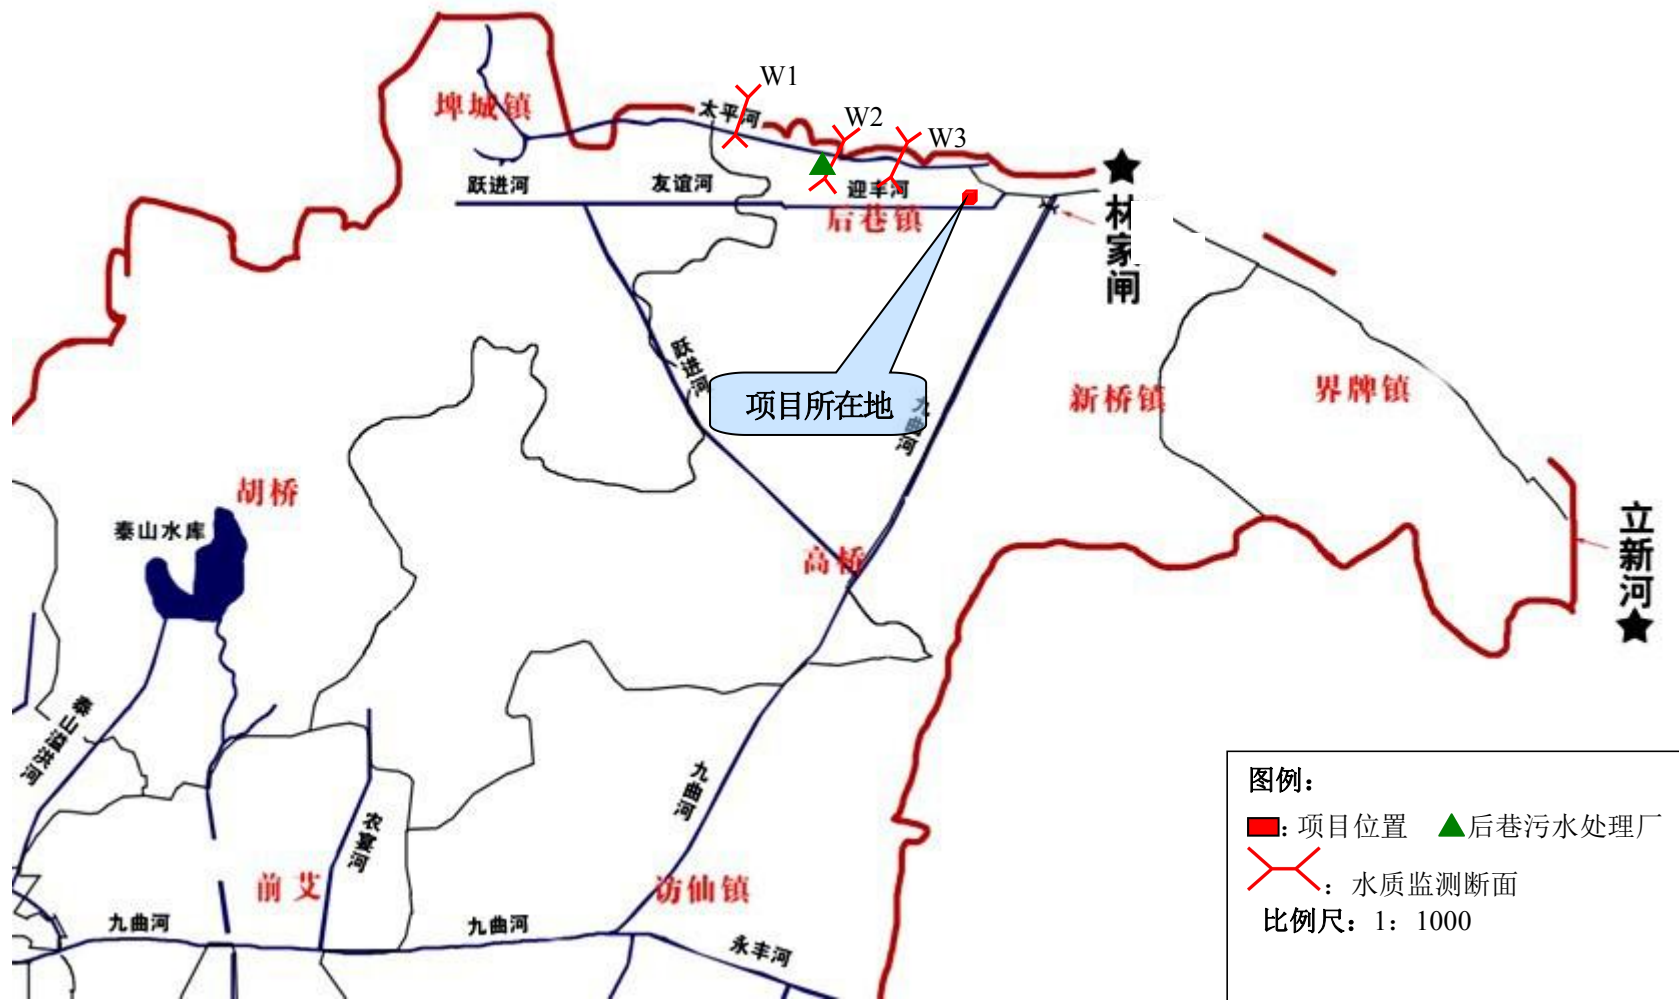 W1
埤城镇
太平河
W2
W3
跃进河
友谊河
迎丰河
后巷镇
林家闸
跃进河
项目所在地
九曲河
新桥镇
界牌镇
胡桥
泰山水库
高桥
立新河
泰山溢洪河
九曲河
前艾
访仙镇
九曲河
九曲河
永丰河
图例：
：项目位置 后巷污水处理厂
：水质监测断面
比例尺：1：1000